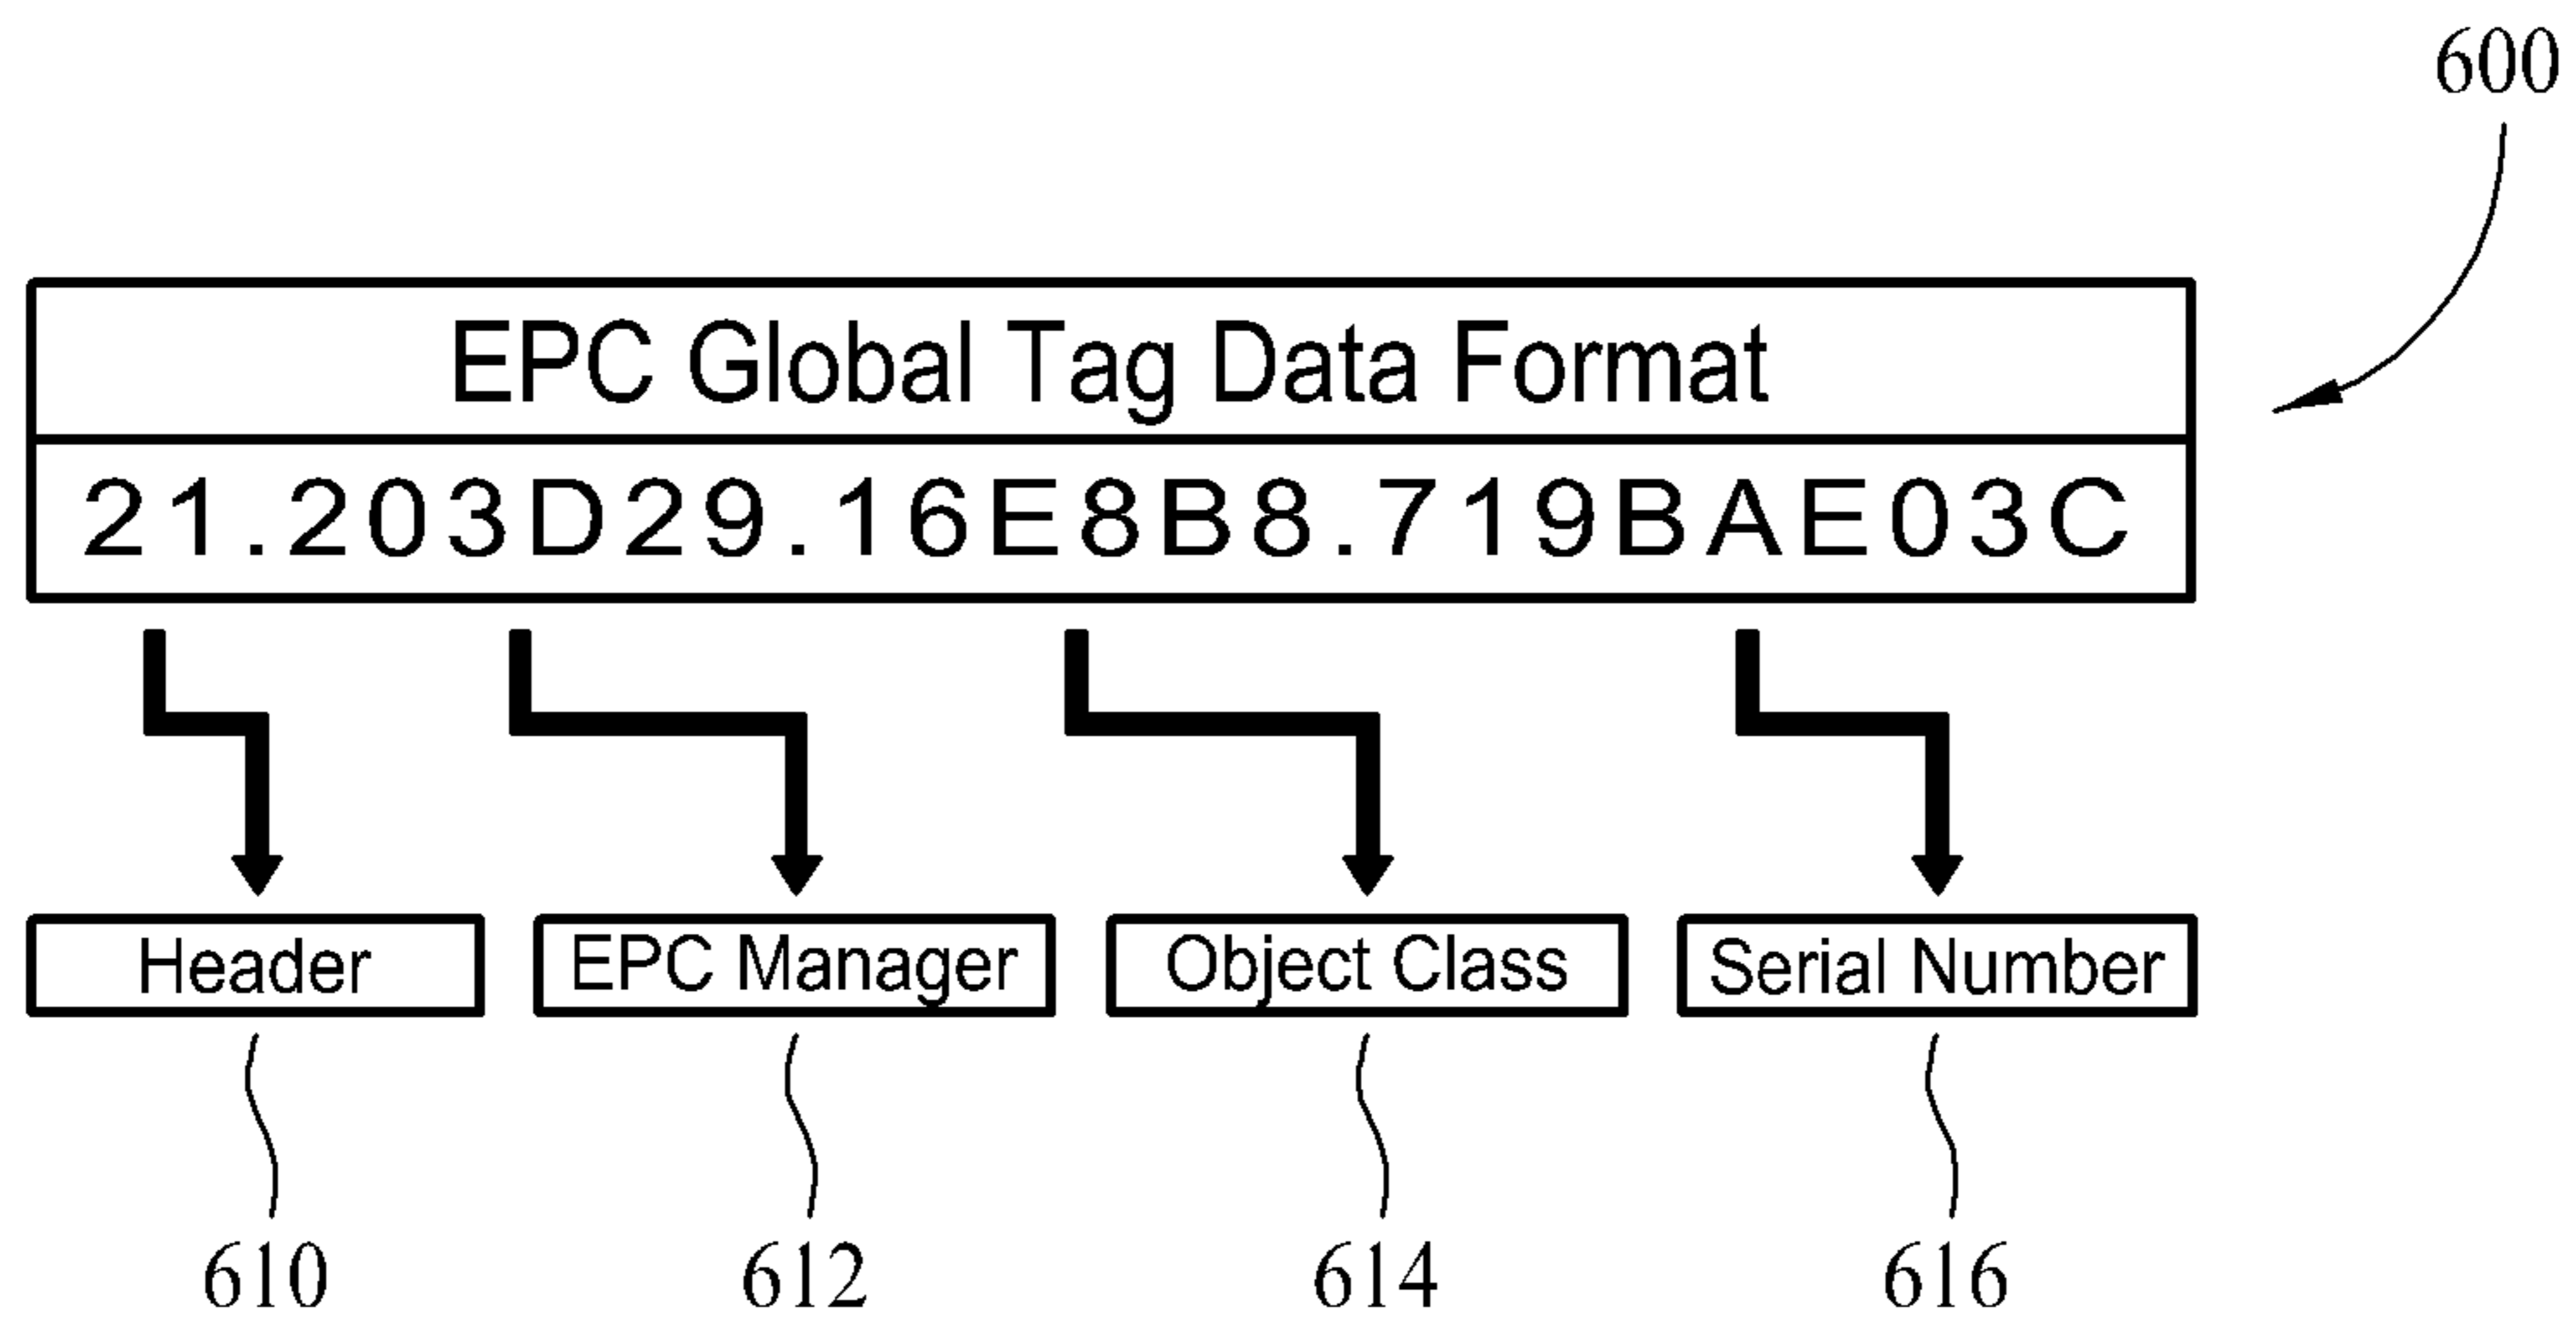 600
EPC Global Tag Data Format
21.203D29.16E8B8.719BAE03C
Header EPC Manager Object Class Serial Number
610 612 614 616